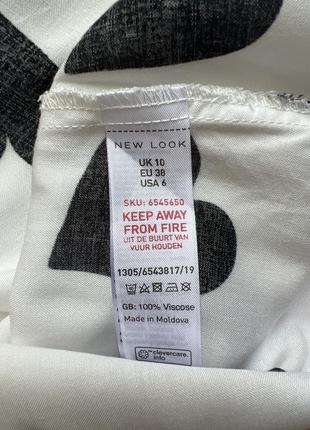 NEW LOOK
UK 10
EU 38
USA 6
SKU: 6545650
KEEP AWAY
FROM FIRE
UIT DE BUURT VAN
VUUR HOUDEN
1305/6543817/19
GB: 100% Viscose
Made in Moldova
clevercare.
info